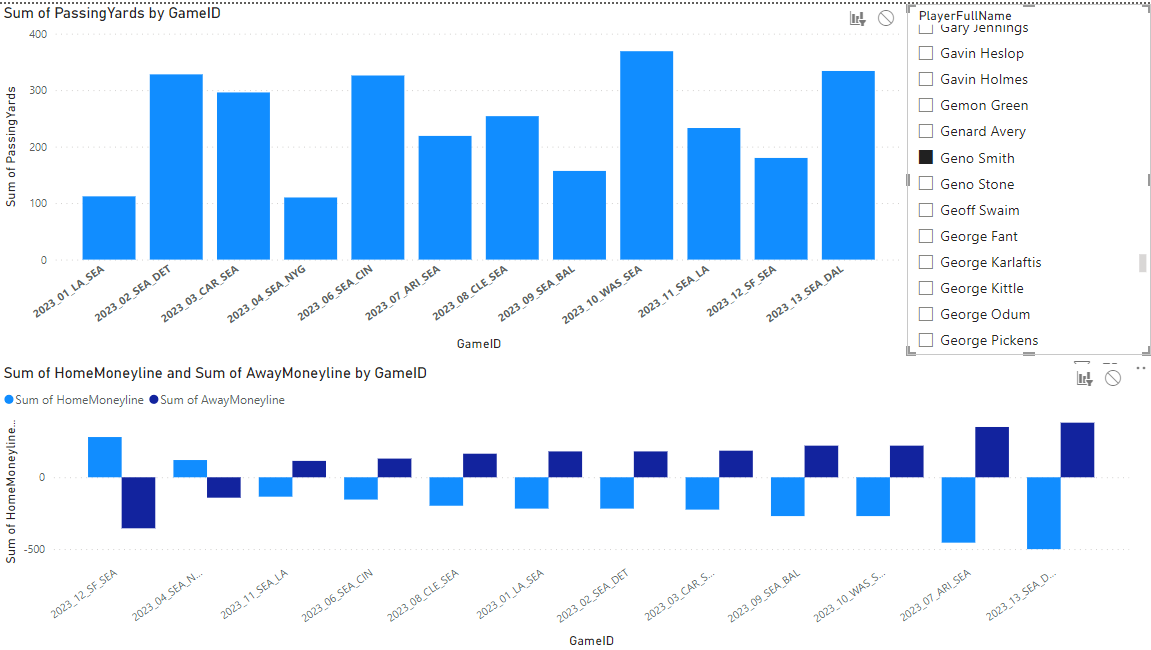 Sum of PassingYards by GameID
Sum of PassingYards
400
300
200
100
0
2023_01_LA_SEA
2023_02_SEA_DET
2023_03_CAR_SEA
2023_04_SEA_NYG
2023_06_SEA_CIN
2023_07_ARI_SEA
2023_08_CLE_SEA
2023_09_SEA_BAL
2023_10_WAS_SEA
2023_11_SEA_LA
2023_12_SF_SEA
2023_13_SEA_DAL
GameID
PlayerFullName
Gary Jennings
Gavin Heslop
Gavin Holmes
Gemon Green
Genard Avery
Geno Smith
Geno Stone
Geoff Swaim
George Fant
George Karlaftis
George Kittle
George Odum
George Pickens
Sum of HomeMoneyline and Sum of AwayMoneyline by GameID
Sum of HomeMoneyline Sum of AwayMoneyline
Sum of HomeMoneyline...
0
-500
2023_12_SF_SEA
2023_04_SEA_N...
2023_11_SEA_LA
2023_06_SEA_CIN
2023_08_CLE_SEA
2023_01_LA_SEA
2023_02_SEA_DET
2023_03_CAR_S...
2023_09_SEA_BAL
2023_10_WAS_S...
2023_07_ARI_SEA
2023_13_SEA_D...
GameID